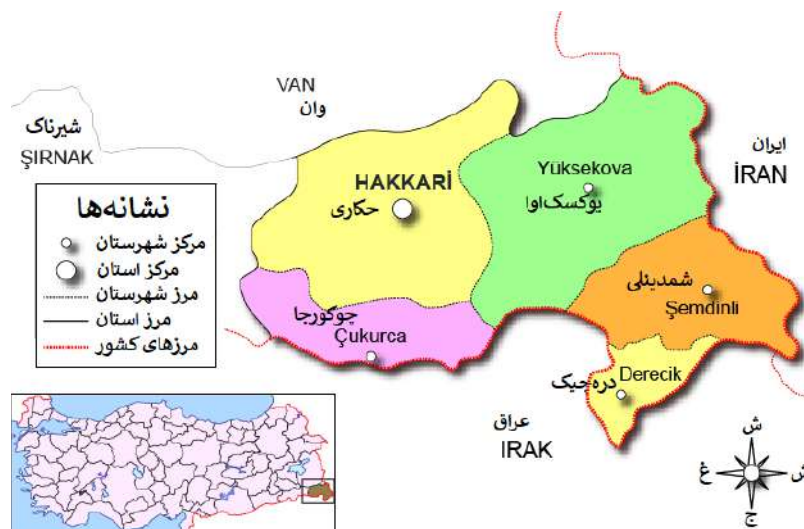 VAN
وان
شیرناک
ŞIRNAK
ایران
İRAN
HAKKARİ
حکاری
Yüksekova
یوکسک‌اوا
نشانه‌ها
مرکز شهرستان
مرکز استان
مرز شهرستان
مرز استان
مرزهای کشور
شمدینلی
Şemdinli
چوکورجا
Çukurca
دره‌جیک Derecik
عراق
IRAK
ش
غ
ش
ج